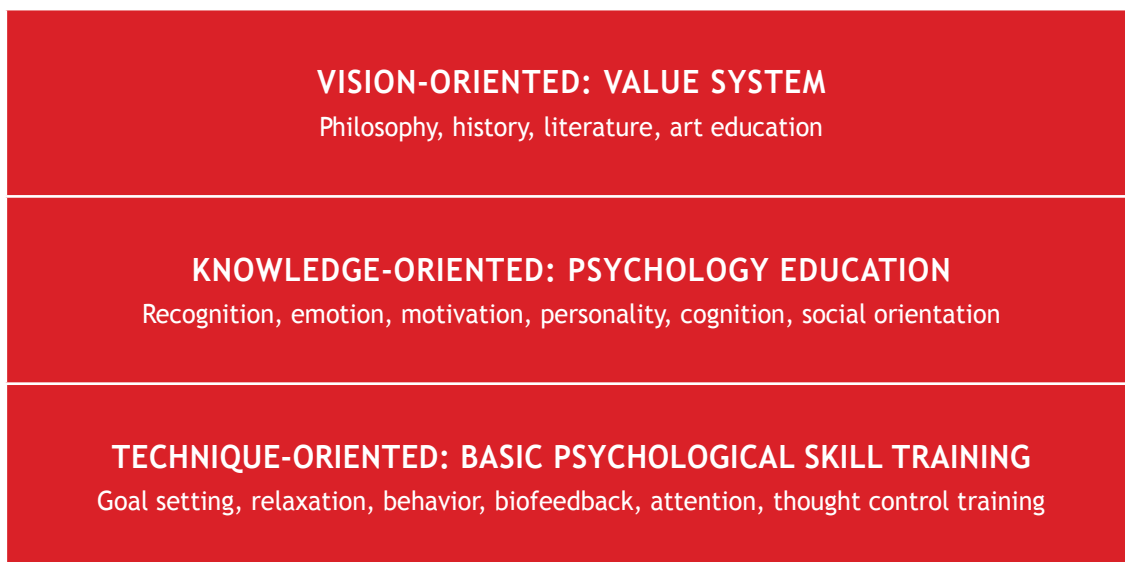 VISION-ORIENTED: VALUE SYSTEM
Philosophy, history, literature, art education
KNOWLEDGE-ORIENTED: PSYCHOLOGY EDUCATION
Recognition, emotion, motivation, personality, cognition, social orientation
TECHNIQUE-ORIENTED: BASIC PSYCHOLOGICAL SKILL TRAINING
Goal setting, relaxation, behavior, biofeedback, attention, thought control training